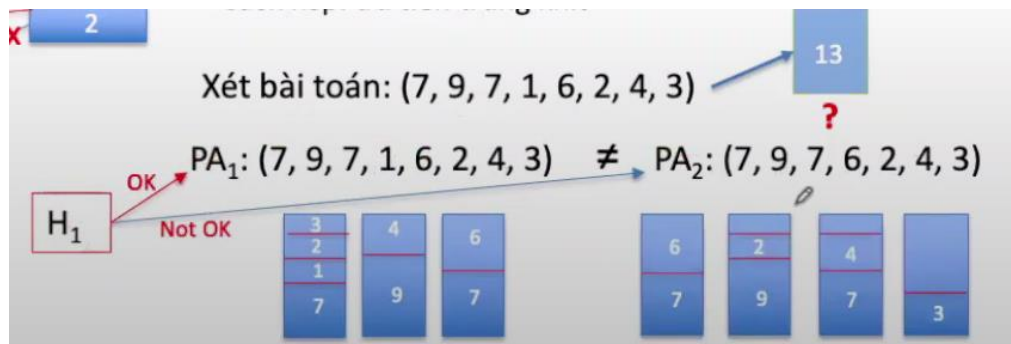 2
x
13
Xét bài toán: (7, 9, 7, 1, 6, 2, 4, 3)
?
PA1: (7, 9, 7, 1, 6, 2, 4, 3) ≠ PA2: (7, 9, 7, 6, 2, 4, 3)
OK
H1
Not OK
3 4 6 6 2 4
2
1
7 9 7 7 9 7 3